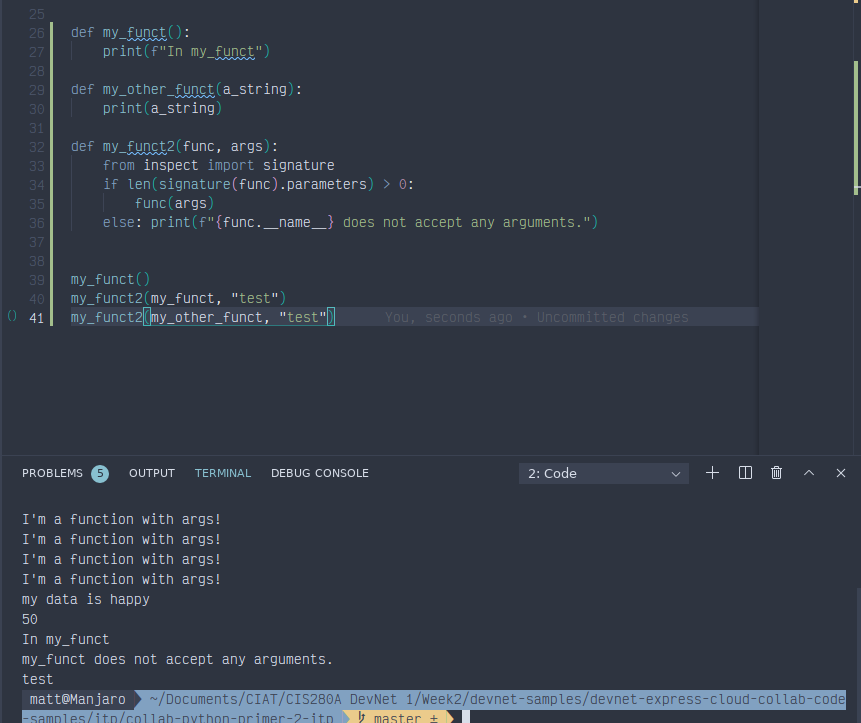 25
26 def my_funct():
27     print(f"In my_funct")
28
29 def my_other_funct(a_string):
30     print(a_string)
31
32 def my_funct2(func, args):
33     from inspect import signature
34     if len(signature(func).parameters) > 0:
35         func(args)
36     else: print(f"{func.__name__} does not accept any arguments.")
37
38
39 my_funct()
40 my_funct2(my_funct, "test")
41 my_funct2(my_other_funct, "test") You, seconds ago • Uncommitted changes
PROBLEMS 5 OUTPUT TERMINAL DEBUG CONSOLE 2: Code
I'm a function with args!
I'm a function with args!
I'm a function with args!
I'm a function with args!
my data is happy
50
In my_funct
my_funct does not accept any arguments.
test
matt@Manjaro ~/Documents/CIAT/CIS280A DevNet 1/Week2/devnet-samples/devnet-express-cloud-collab-code
-samples/itp/collab-python-primer-2-itp master ±